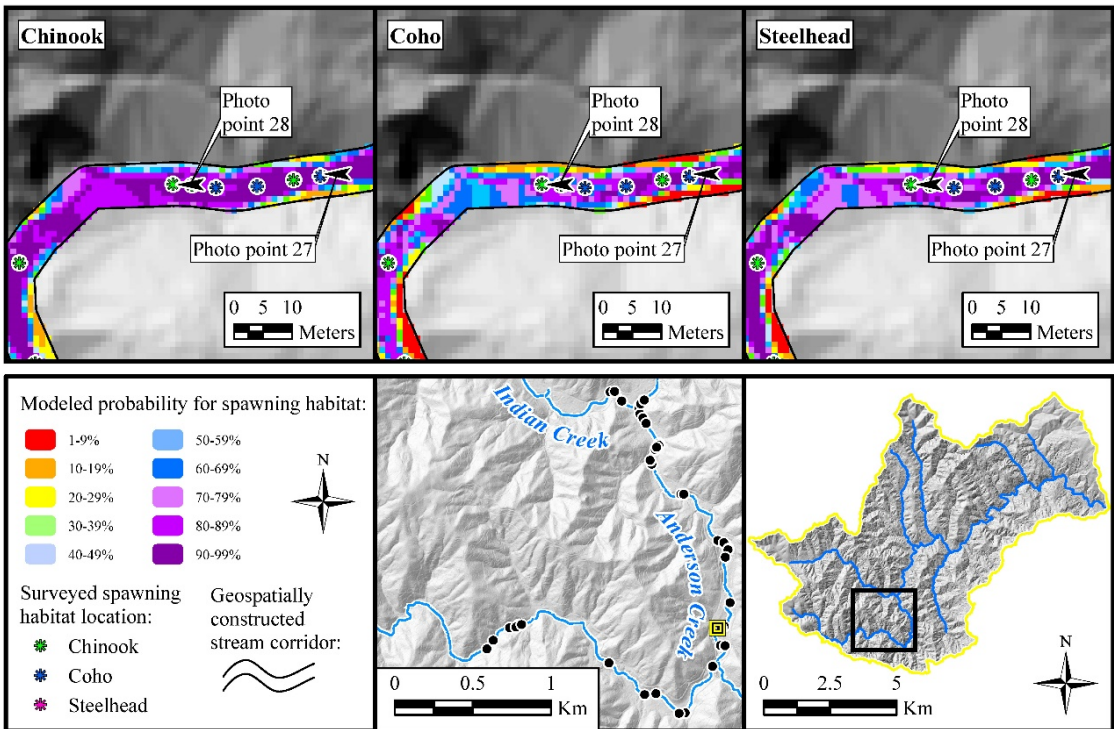 Chinook
Photo
point 28
Photo point 27
0 5 10
Meters
Coho
Photo
point 28
Photo point 27
0 5 10
Meters
Steelhead
Photo
point 28
Photo point 27
0 5 10
Meters
Modeled probability for spawning habitat:
1-9%
10-19%
20-29%
30-39%
40-49%
50-59%
60-69%
70-79%
80-89%
90-99%
N
Surveyed spawning
habitat location:
Chinook
Coho
Steelhead
Geospatially
constructed
stream corridor:
Indian Creek
Anderson Creek
0 0.5 1
Km
N
0 2.5 5
Km